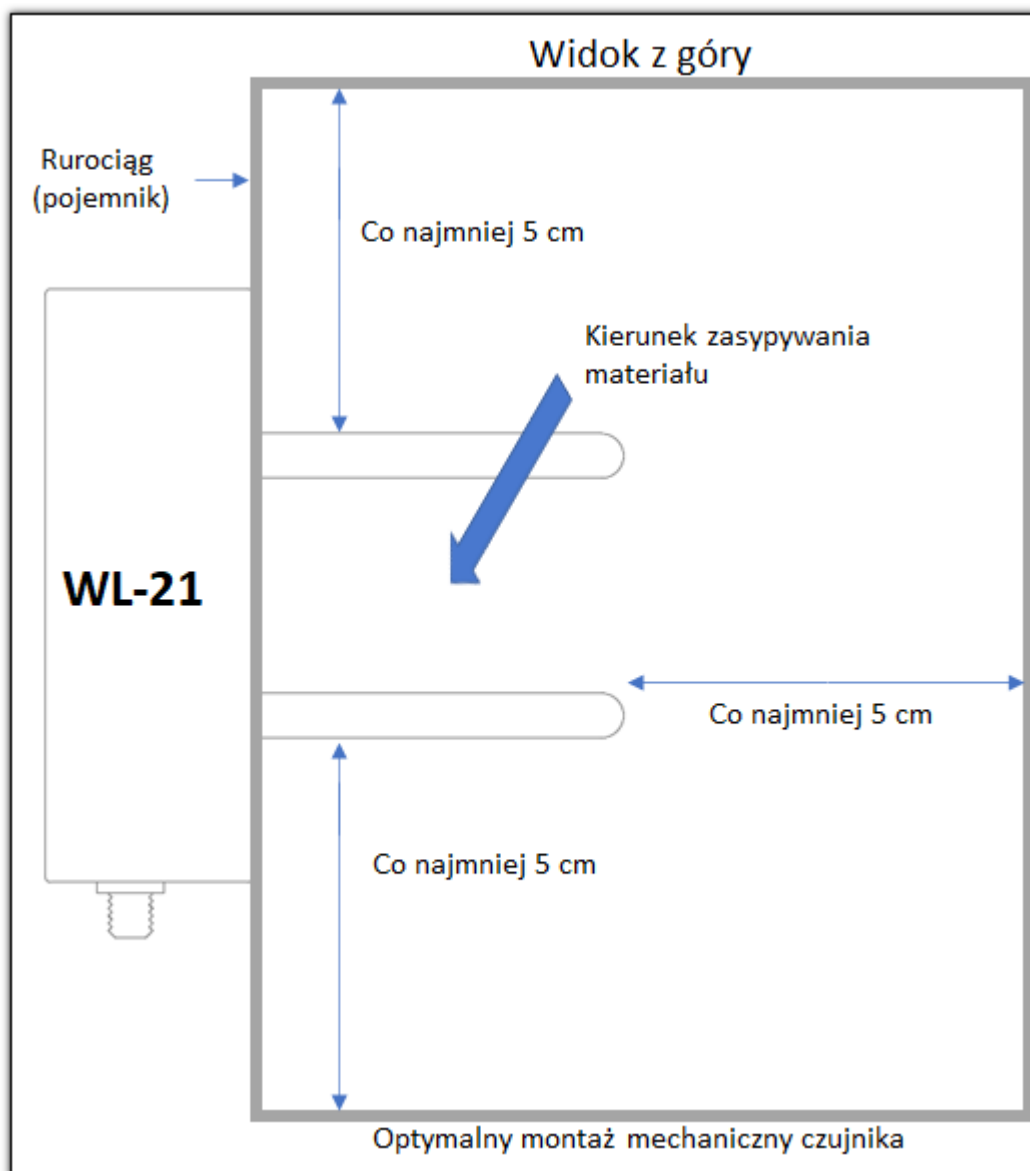 Widok z góry
Rurociąg
(pojemnik)
Co najmniej 5 cm
Kierunek zasypywania
materiału
WL-21
Co najmniej 5 cm
Co najmniej 5 cm
Optymalny montaż mechaniczny czujnika